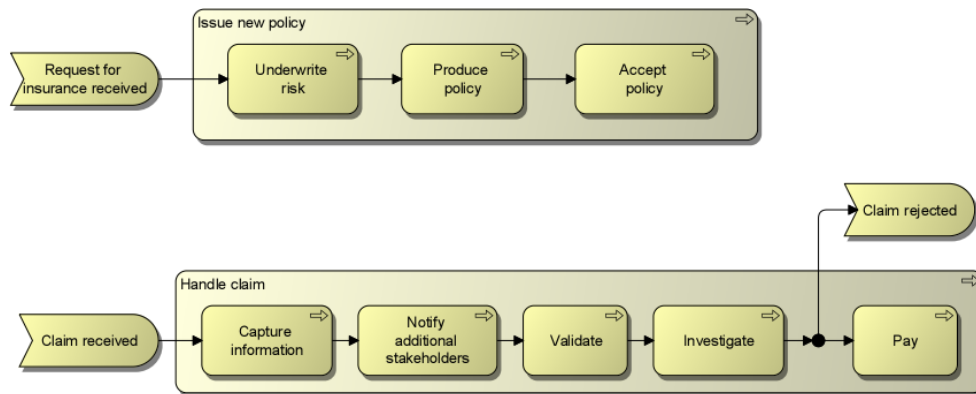 Issue new policy
Request for
insurance received
Underwrite
risk
Produce
policy
Accept
policy
Claim rejected
Handle claim
Claim received
Capture
information
Notify
additional
stakeholders
Validate
Investigate
Pay